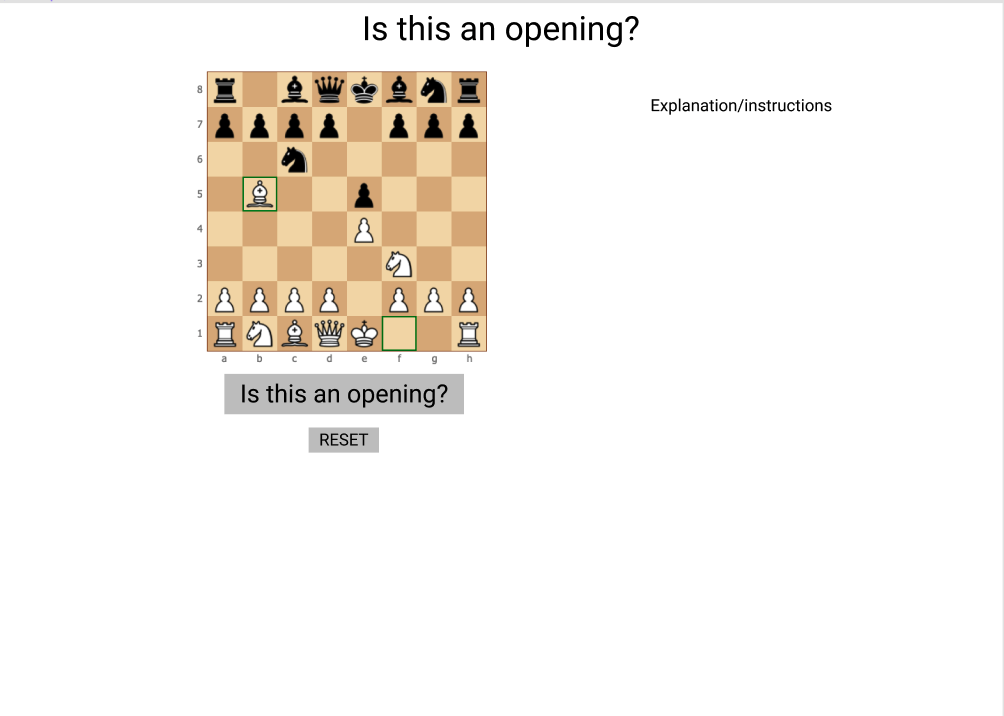 Is this an opening?
Explanation/instructions
8
7
6
5
4
3
2
1
a b c d e f g h
Is this an opening?
RESET